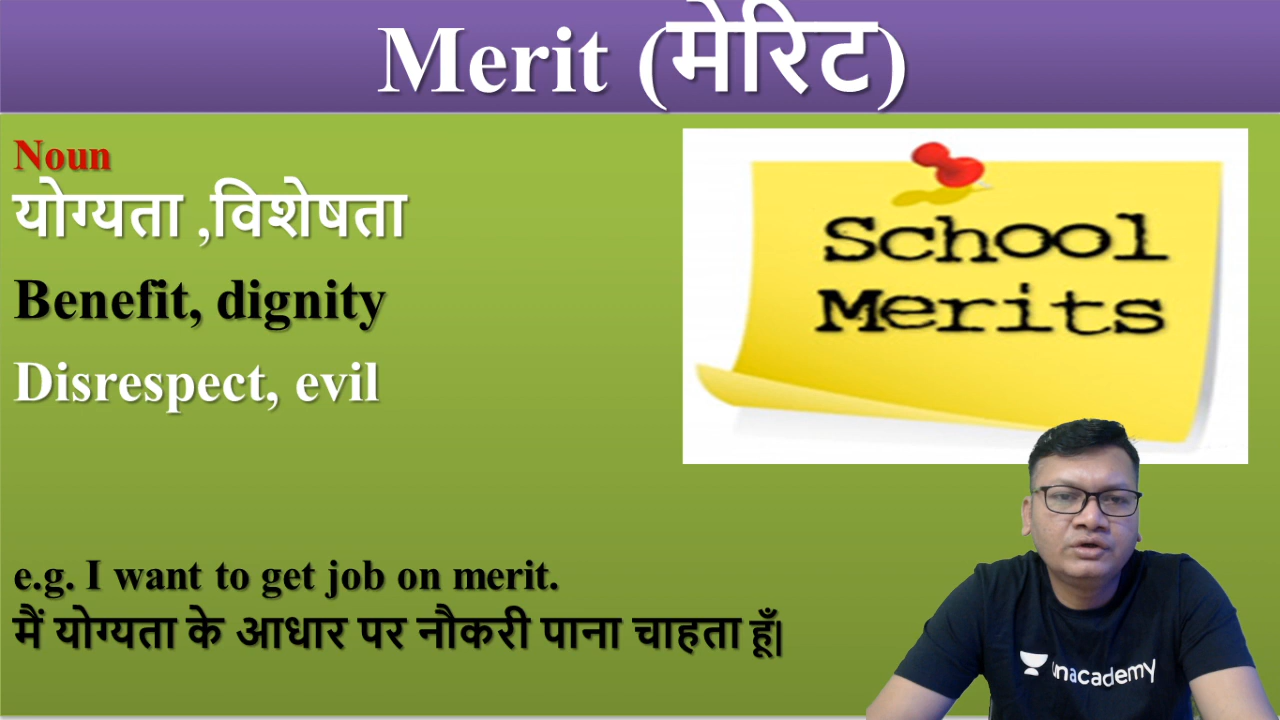 Merit (मेरिट)
Noun
योग्यता ,विशेषता
Benefit, dignity
Disrespect, evil
School
Merits
e.g. I want to get job on merit.
मैं योग्यता के आधार पर नौकरी पाना चाहता हूँ|
unacademy